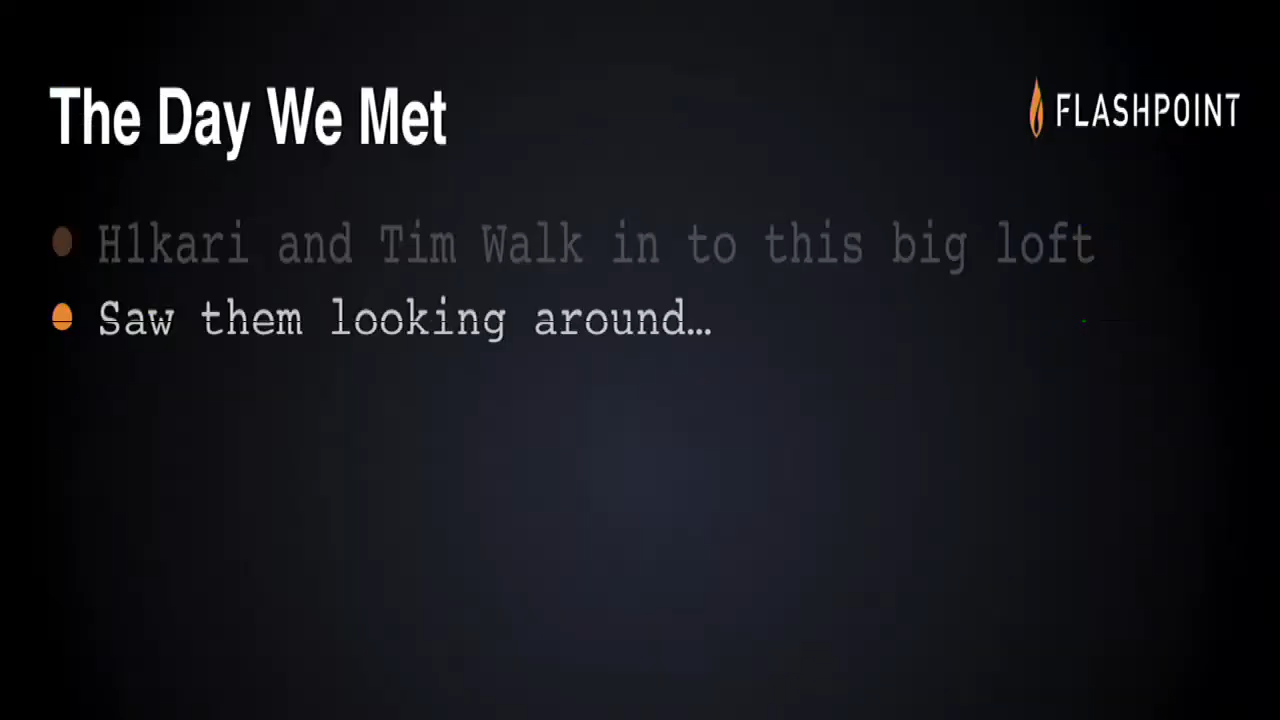 The Day We Met
FLASHPOINT
H1kari and Tim Walk in to this big loft
Saw them looking around…